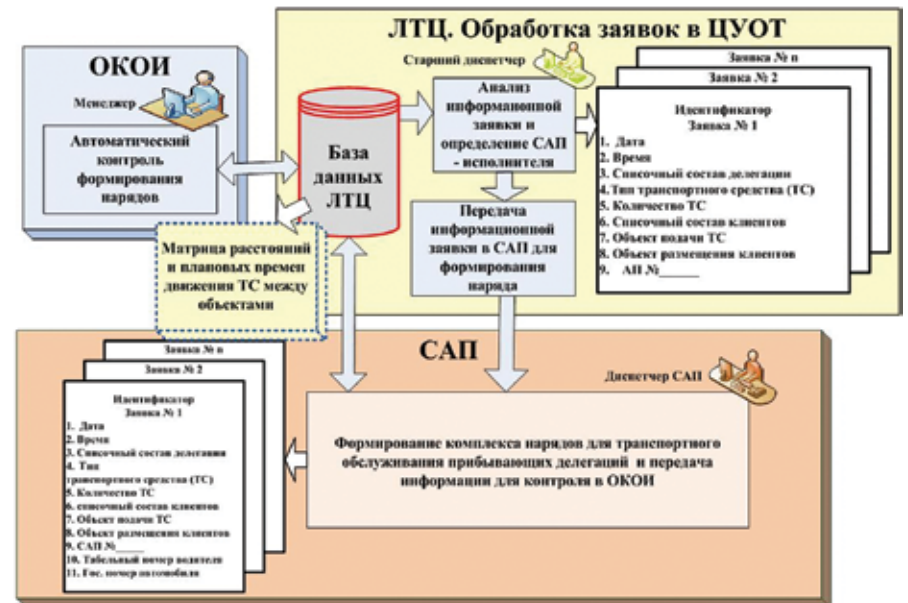 ЛТЦ. Обработка заявок в ЦУОТ
ОКОИ
Менеджер
Автоматический
контроль
формирования
нарядов
База
данных
ЛТЦ
Старший диспетчер
Анализ
информационной
заявки и
определение САП
- исполнителя
Передача
информационной
заявки в САП для
формирования
наряда
Заявка № n
Заявка № 2
Идентификатор
Заявка № 1
1. Дата
2. Время
3. Списочный состав делегации
4.Тип транспортного средства (ТС)
5. Количество ТС
6. Списочный состав клиентов
7. Объект подачи ТС
8. Объект размещения клиентов
9. АП №______
Матрица расстояний
и плановых времен
движения ТС между
объектами
САП
Диспетчер САП
Заявка № n
Заявка № 2
Идентификатор
Заявка № 1
1. Дата
2. Время
3. Списочный состав делегации
4. Тип
транспортного средства (ТС)
5. Количество ТС
6. списочный состав клиентов
7. Объект подачи ТС
8. Объект размещения клиентов
9. САП №_____
10. Табельный номер водителя
11. Гос. номер автомобиля
Формирование комплекса нарядов для транспортного
обслуживания прибывающих делегаций и передача
информации для контроля в ОКОИ